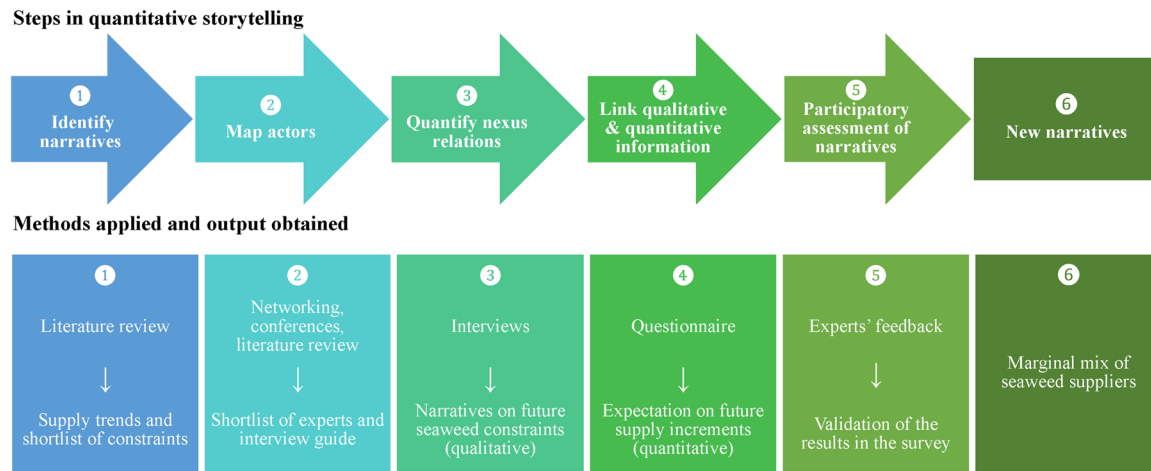 Steps in quantitative storytelling
1
Identify
narratives
2
Map actors
3
Quantify nexus
relations
4
Link qualitative
& quantitative
information
5
Participatory
assessment of
narratives
6
New narratives
Methods applied and output obtained
1
Literature review
↓
Supply trends and
shortlist of constraints
2
Networking,
conferences,
literature review
↓
Shortlist of experts and
interview guide
3
Interviews
↓
Narratives on future
seaweed constraints
(qualitative)
4
Questionnaire
↓
Expectation on future
supply increments
(quantitative)
5
Experts’ feedback
↓
Validation of the
results in the survey
6
Marginal mix of
seaweed suppliers